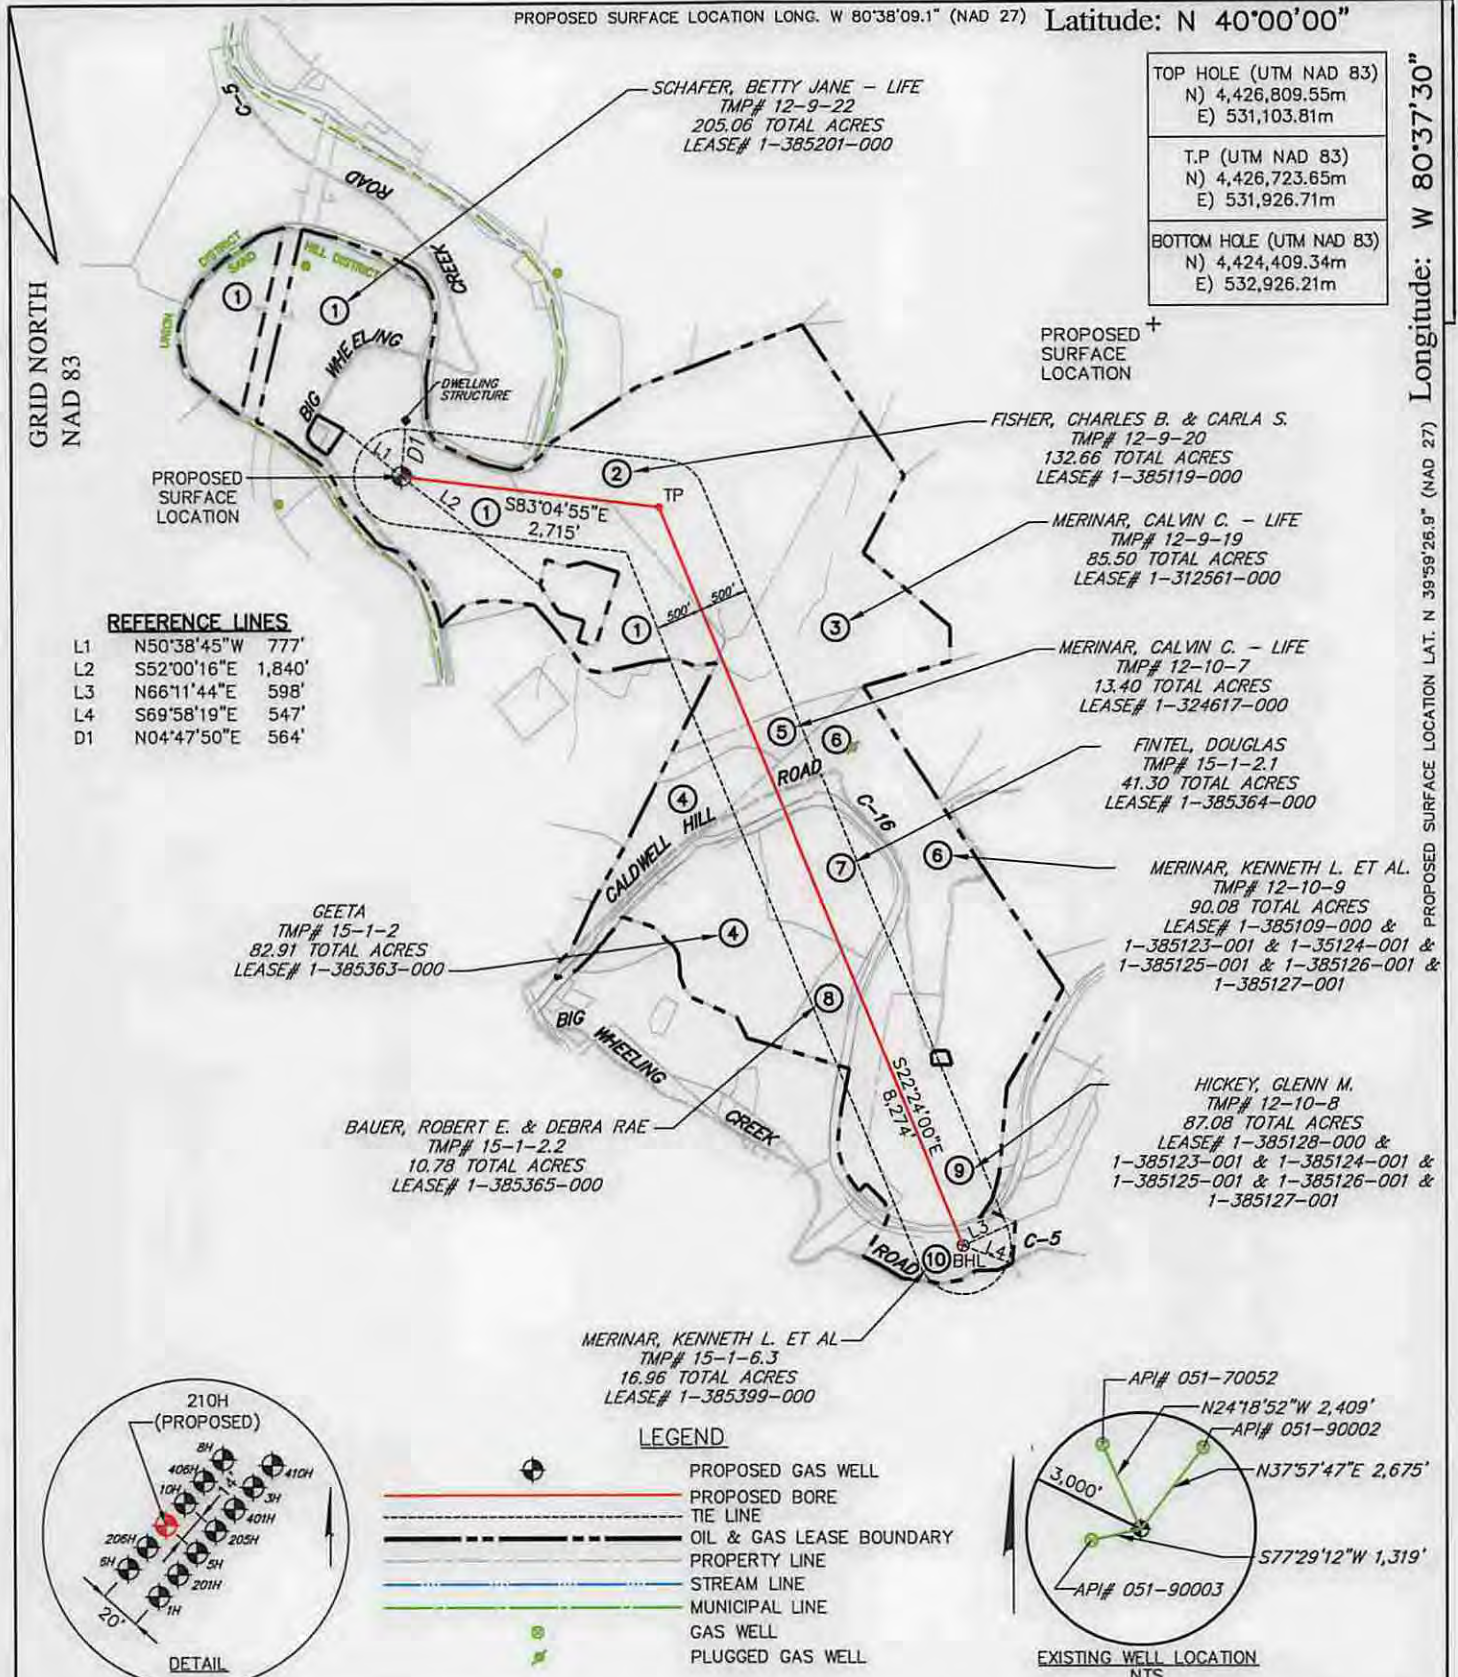 PROPOSED SURFACE LOCATION LONG. W 80°38'09.1" (NAD 27)
Latitude: N 40°00'00"
TOP HOLE (UTM NAD 83)
N) 4,426,809.55m
E) 531,103.81m
T.P (UTM NAD 83)
N) 4,426,723.65m
E) 531,926.71m
BOTTOM HOLE (UTM NAD 83)
N) 4,424,409.34m
E) 532,926.21m
Longitude: W 80°37'30"
PROPOSED SURFACE LOCATION LAT. N 39°59'26.9" (NAD 27)
PROPOSED
SURFACE
LOCATION
GRID NORTH
NAD 83
SCHAFER, BETTY JANE - LIFE
TMP# 12-9-22
205.06 TOTAL ACRES
LEASE# 1-385201-000
C-5
ROAD
CREEK
WHEELING
BIG
DISTRICT
SAND
HILL DISTRICT
UNION
1
1
DWELLING
STRUCTURE
L1
D1
L2
1
2
TP
S83°04'55"E
2,715'
PROPOSED
SURFACE
LOCATION
FISHER, CHARLES B. & CARLA S.
TMP# 12-9-20
132.66 TOTAL ACRES
LEASE# 1-385119-000
MERINAR, CALVIN C. - LIFE
TMP# 12-9-19
85.50 TOTAL ACRES
LEASE# 1-312561-000
500'
500'
1
3
REFERENCE LINES
L1 N50°38'45"W 777'
L2 S52°00'16"E 1,840'
L3 N66°11'44"E 598'
L4 S69°58'19"E 547'
D1 N04°47'50"E 564'
MERINAR, CALVIN C. - LIFE
TMP# 12-10-7
13.40 TOTAL ACRES
LEASE# 1-324617-000
5
6
FINTEL, DOUGLAS
TMP# 15-1-2.1
41.30 TOTAL ACRES
LEASE# 1-385364-000
4
CALDWELL HILL ROAD
C-16
7
6
MERINAR, KENNETH L. ET AL.
TMP# 12-10-9
90.08 TOTAL ACRES
LEASE# 1-385109-000 &
1-385123-001 & 1-35124-001 &
1-385125-001 & 1-385126-001 &
1-385127-001
GEETA
TMP# 15-1-2
82.91 TOTAL ACRES
LEASE# 1-385363-000
4
8
BIG WHEELING CREEK
S22°24'00"E
8,274'
BAUER, ROBERT E. & DEBRA RAE
TMP# 15-1-2.2
10.78 TOTAL ACRES
LEASE# 1-385365-000
HICKEY, GLENN M.
TMP# 12-10-8
87.08 TOTAL ACRES
LEASE# 1-385128-000 &
1-385123-001 & 1-385124-001 &
1-385125-001 & 1-385126-001 &
1-385127-001
9
L3
L4
C-5
ROAD
10
BHL
MERINAR, KENNETH L. ET AL
TMP# 15-1-6.3
16.96 TOTAL ACRES
LEASE# 1-385399-000
210H
(PROPOSED)
8H
406H
10H
14'
410H
3H
401H
206H
205H
6H
5H
201H
1H
20'
DETAIL
LEGEND
PROPOSED GAS WELL
PROPOSED BORE
TIE LINE
OIL & GAS LEASE BOUNDARY
PROPERTY LINE
STREAM LINE
MUNICIPAL LINE
GAS WELL
PLUGGED GAS WELL
API# 051-70052
N24°18'52"W 2,409'
API# 051-90002
N37°57'47"E 2,675'
3,000'
S77°29'12"W 1,319'
API# 051-90003
EXISTING WELL LOCATION
NTS